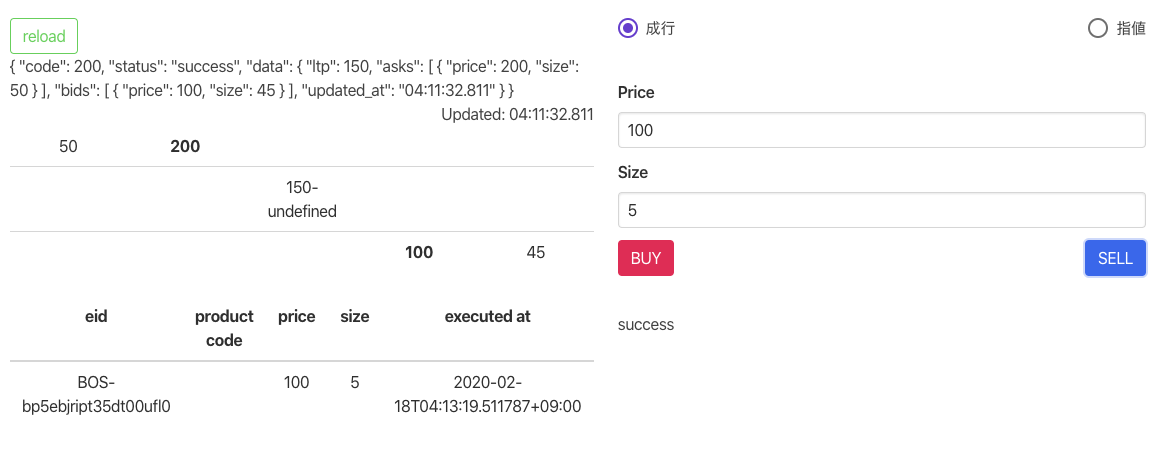 reload
{ "code": 200, "status": "success", "data": { "ltp": 150, "asks": [ { "price": 200, "size":
50 } ], "bids": [ { "price": 100, "size": 45 } ], "updated_at": "04:11:32.811" } }
Updated: 04:11:32.811
50 200
150-
undefined
100 45
eid product code price size executed at
BOS-
bp5ebjript35dt00ufl0
100 5
2020-02-
18T04:13:19.511787+09:00
成行 指値
Price
100
Size
5
BUY SELL
success